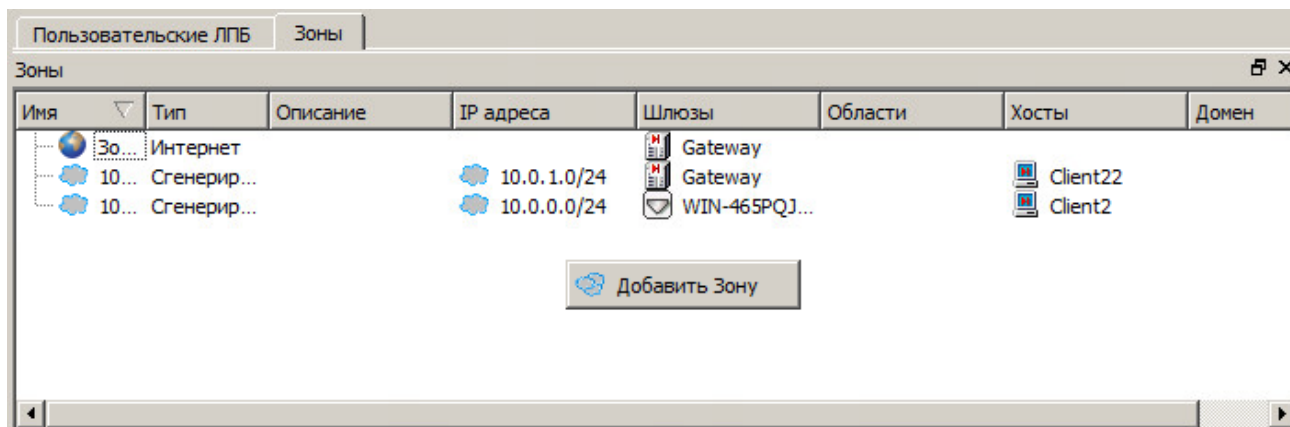 Пользовательские ЛПБ Зоны
Зоны
Имя Тип Описание IP адреса Шлюзы Области Хосты Домен
Зо... Интернет Gateway
10... Сгенерир... 10.0.1.0/24 Gateway Client22
10... Сгенерир... 10.0.0.0/24 WIN-465PQJ... Client2
Добавить Зону